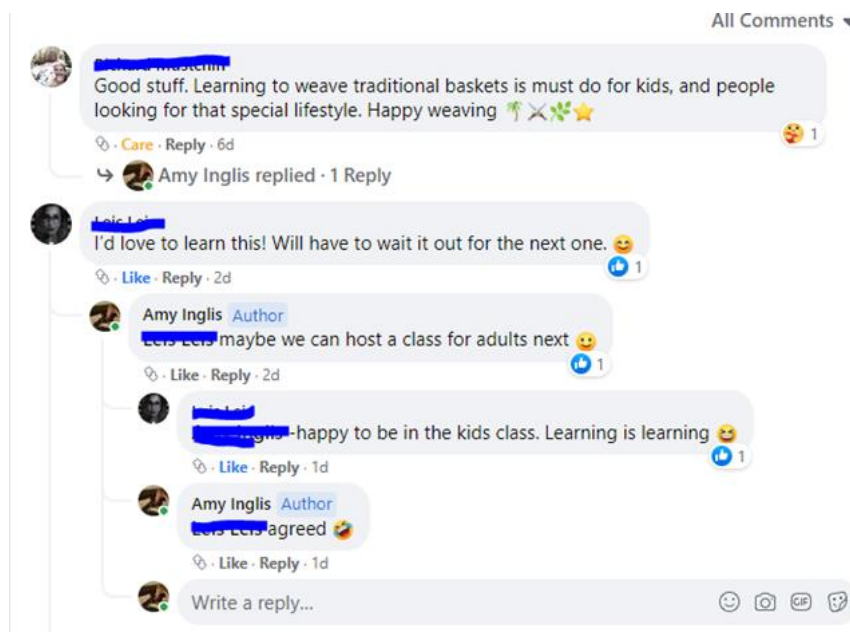 All Comments
Good stuff. Learning to weave traditional baskets is must do for kids, and people
looking for that special lifestyle. Happy weaving 🌴⚔️🌿⭐
· Care · Reply · 6d
1
Amy Inglis replied · 1 Reply
I'd love to learn this! Will have to wait it out for the next one. 😊
· Like · Reply · 2d
1
Amy Inglis Author
maybe we can host a class for adults next 🙂
· Like · Reply · 2d
1
-happy to be in the kids class. Learning is learning 😆
· Like · Reply · 1d
1
Amy Inglis Author
agreed 🤣
· Like · Reply · 1d
Write a reply...
GIF